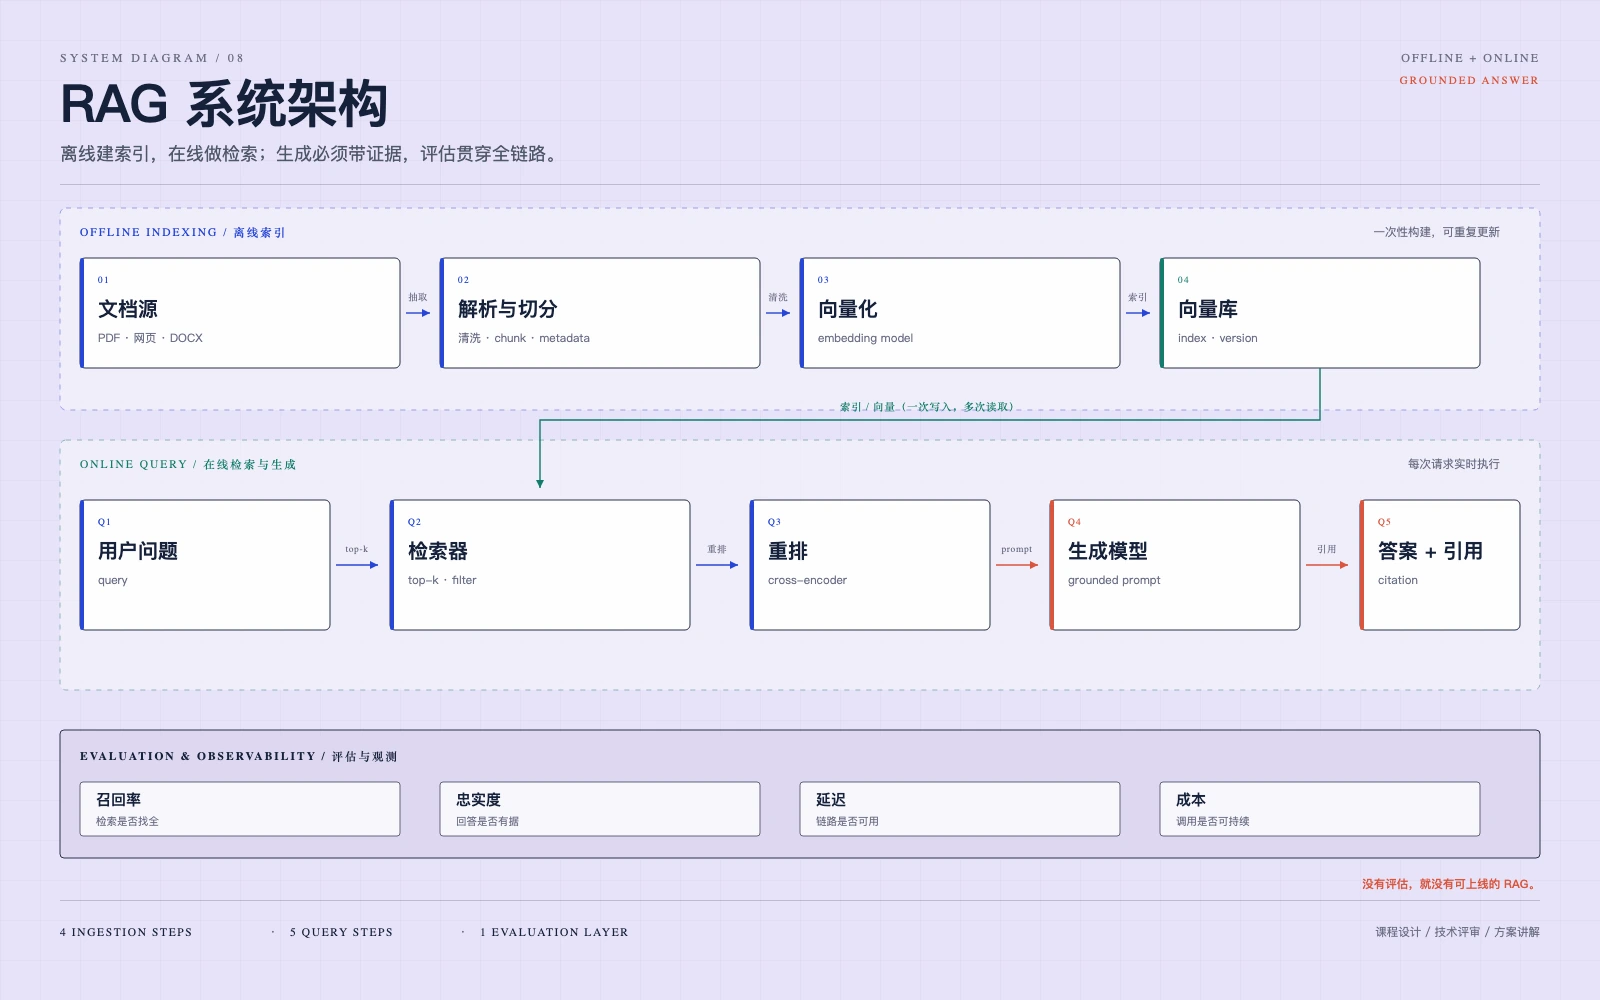 SYSTEM DIAGRAM / 08
OFFLINE + ONLINE
RAG 系统架构
GROUNDED ANSWER
离线建索引，在线做检索；生成必须带证据，评估贯穿全链路。
OFFLINE INDEXING / 离线索引
一次性构建，可重复更新
01
文档源
PDF · 网页 · DOCX
抽取
02
解析与切分
清洗 · chunk · metadata
清洗
03
向量化
embedding model
索引
04
向量库
index · version
索引 / 向量（一次写入，多次读取）
ONLINE QUERY / 在线检索与生成
每次请求实时执行
Q1
用户问题
query
top-k
Q2
检索器
top-k · filter
重排
Q3
重排
cross-encoder
prompt
Q4
生成模型
grounded prompt
引用
Q5
答案 + 引用
citation
EVALUATION & OBSERVABILITY / 评估与观测
召回率
检索是否找全
忠实度
回答是否有据
延迟
链路是否可用
成本
调用是否可持续
没有评估，就没有可上线的 RAG。
4 INGESTION STEPS · 5 QUERY STEPS · 1 EVALUATION LAYER
课程设计 / 技术评审 / 方案讲解